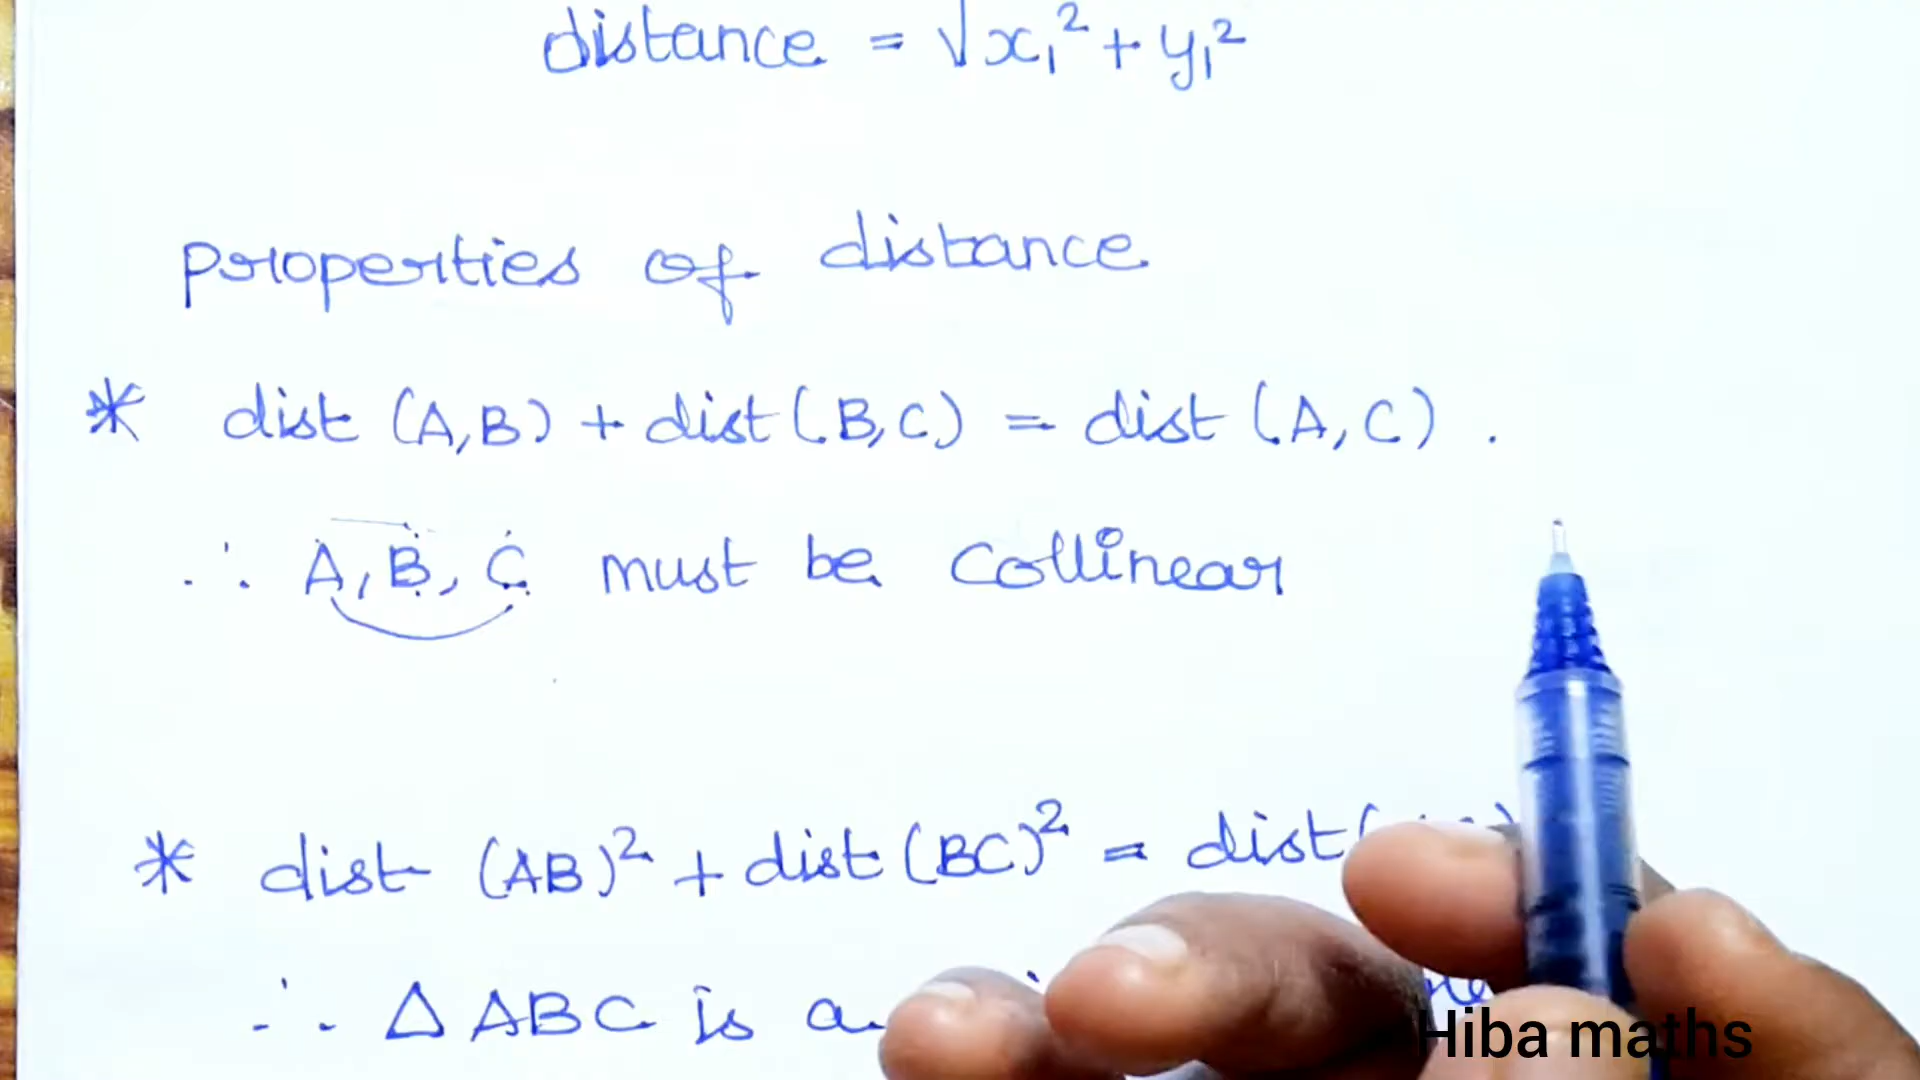 distance = √x₁² + y₁²
properties of distance
* dist (A,B) + dist (B,C) = dist (A,C) .
∴ A, B, C must be collinear
* dist (AB)² + dist (BC)² = dist(
∴ △ ABC is a
Hiba maths